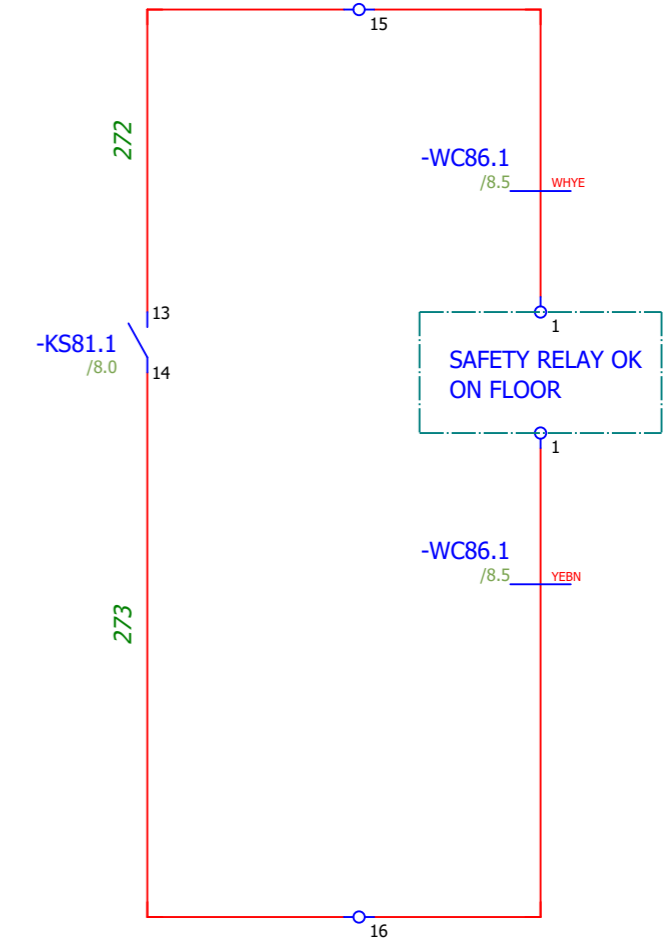 15
272
-WC86.1
/8.5
WHYE
13
-KS81.1
/8.0
14
1
SAFETY RELAY OK
ON FLOOR
1
-WC86.1
/8.5
YEBN
273
16